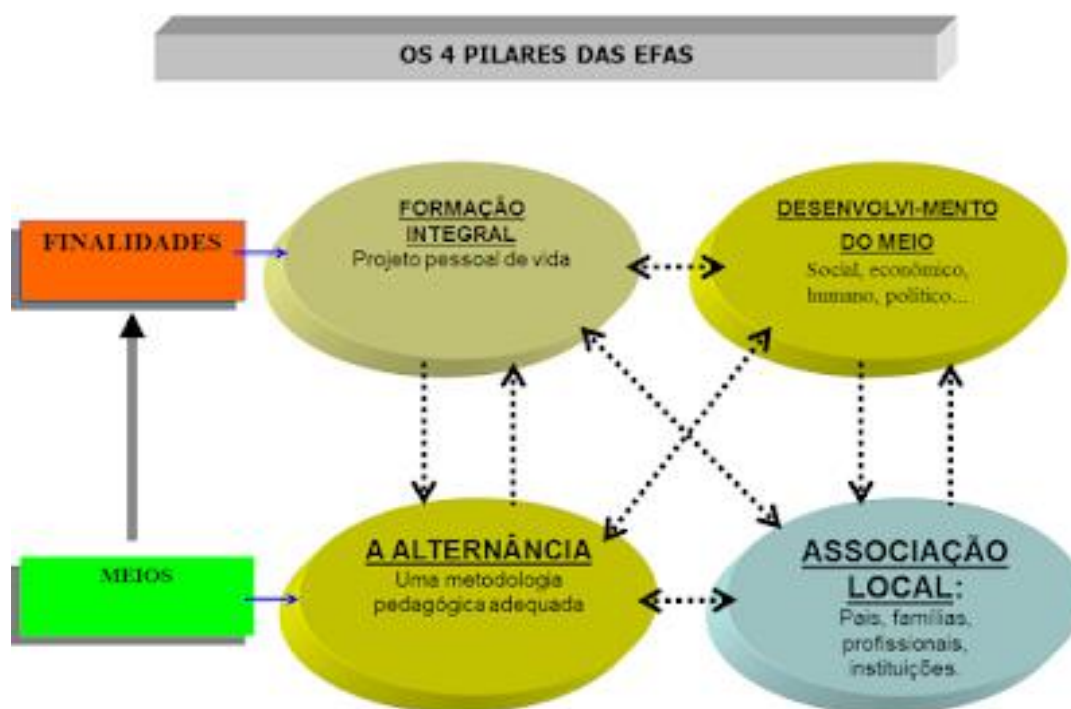 OS 4 PILARES DAS EFAS
FINALIDADES
FORMAÇÃO
INTEGRAL
Projeto pessoal de vida
DESENVOLVI-MENTO
DO MEIO
Social, econômico,
humano, político...
MEIOS
A ALTERNÂNCIA
Uma metodologia
pedagógica adequada
ASSOCIAÇÃO
LOCAL:
Pais, famílias,
profissionais,
instituições.